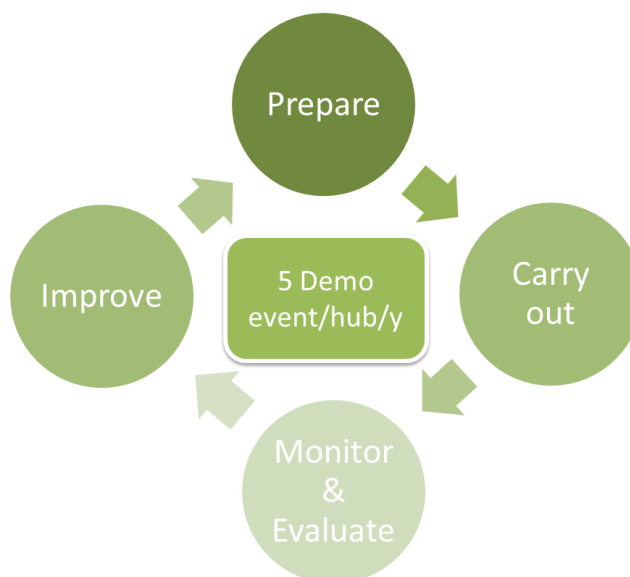 Prepare
Carry
out
Monitor
&
Evaluate
Improve
5 Demo
event/hub/y